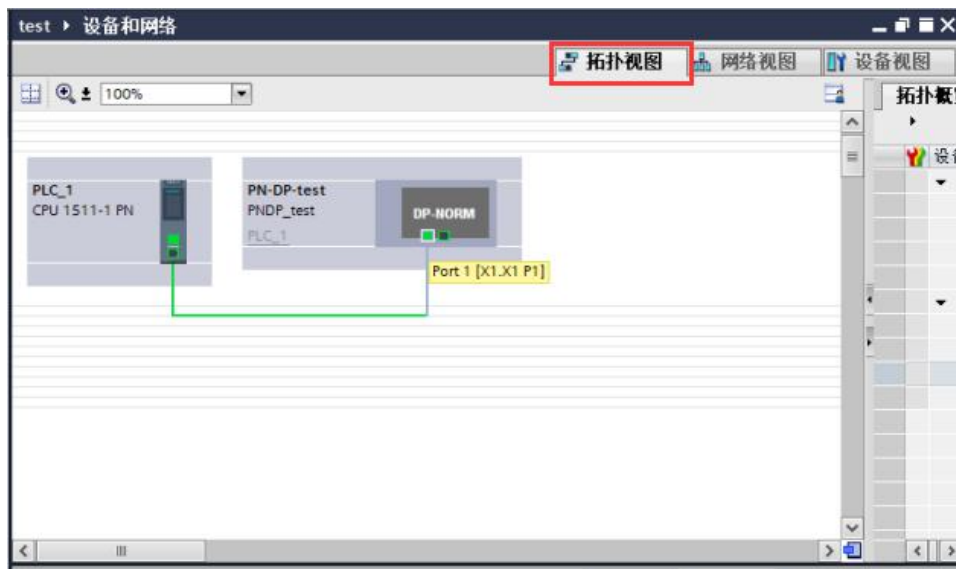 test ▸ 设备和网络
拓扑视图 网络视图 设备视图
100%
拓扑概
PLC_1
CPU 1511-1 PN
PN-DP-test
PNDP_test
PLC_1
DP-NORM
Port 1 [X1.X1 P1]